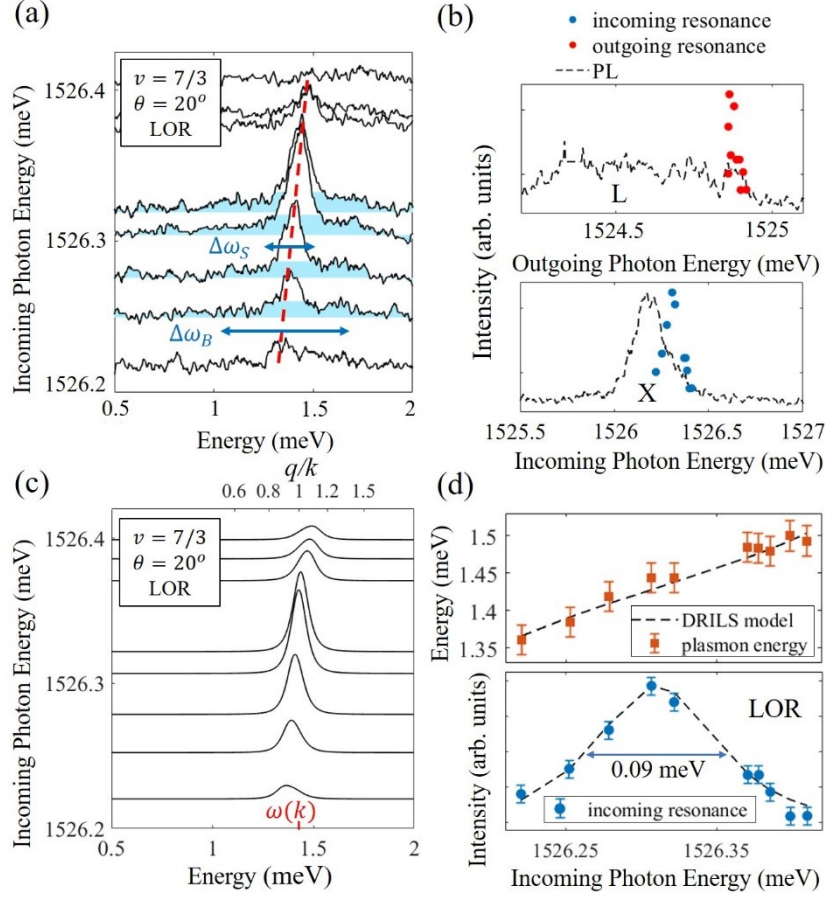 (a)
ν = 7/3
θ = 20°
LOR
Incoming Photon Energy (meV)
1526.4
1526.3
1526.2
Δω_S
Δω_B
0.5
1
1.5
2
Energy (meV)
(b)
incoming resonance
outgoing resonance
PL
Intensity (arb. units)
L
1524.5
1525
Outgoing Photon Energy (meV)
X
1525.5
1526
1526.5
1527
Incoming Photon Energy (meV)
(c)
q/k
0.6
0.8
1
1.2
1.5
ν = 7/3
θ = 20°
LOR
Incoming Photon Energy (meV)
1526.4
1526.3
1526.2
ω(k)
0.5
1
1.5
2
Energy (meV)
(d)
Energy (meV)
1.5
1.45
1.4
1.35
DRILS model
plasmon energy
Intensity (arb. units)
LOR
0.09 meV
incoming resonance
1526.25
1526.35
Incoming Photon Energy (meV)